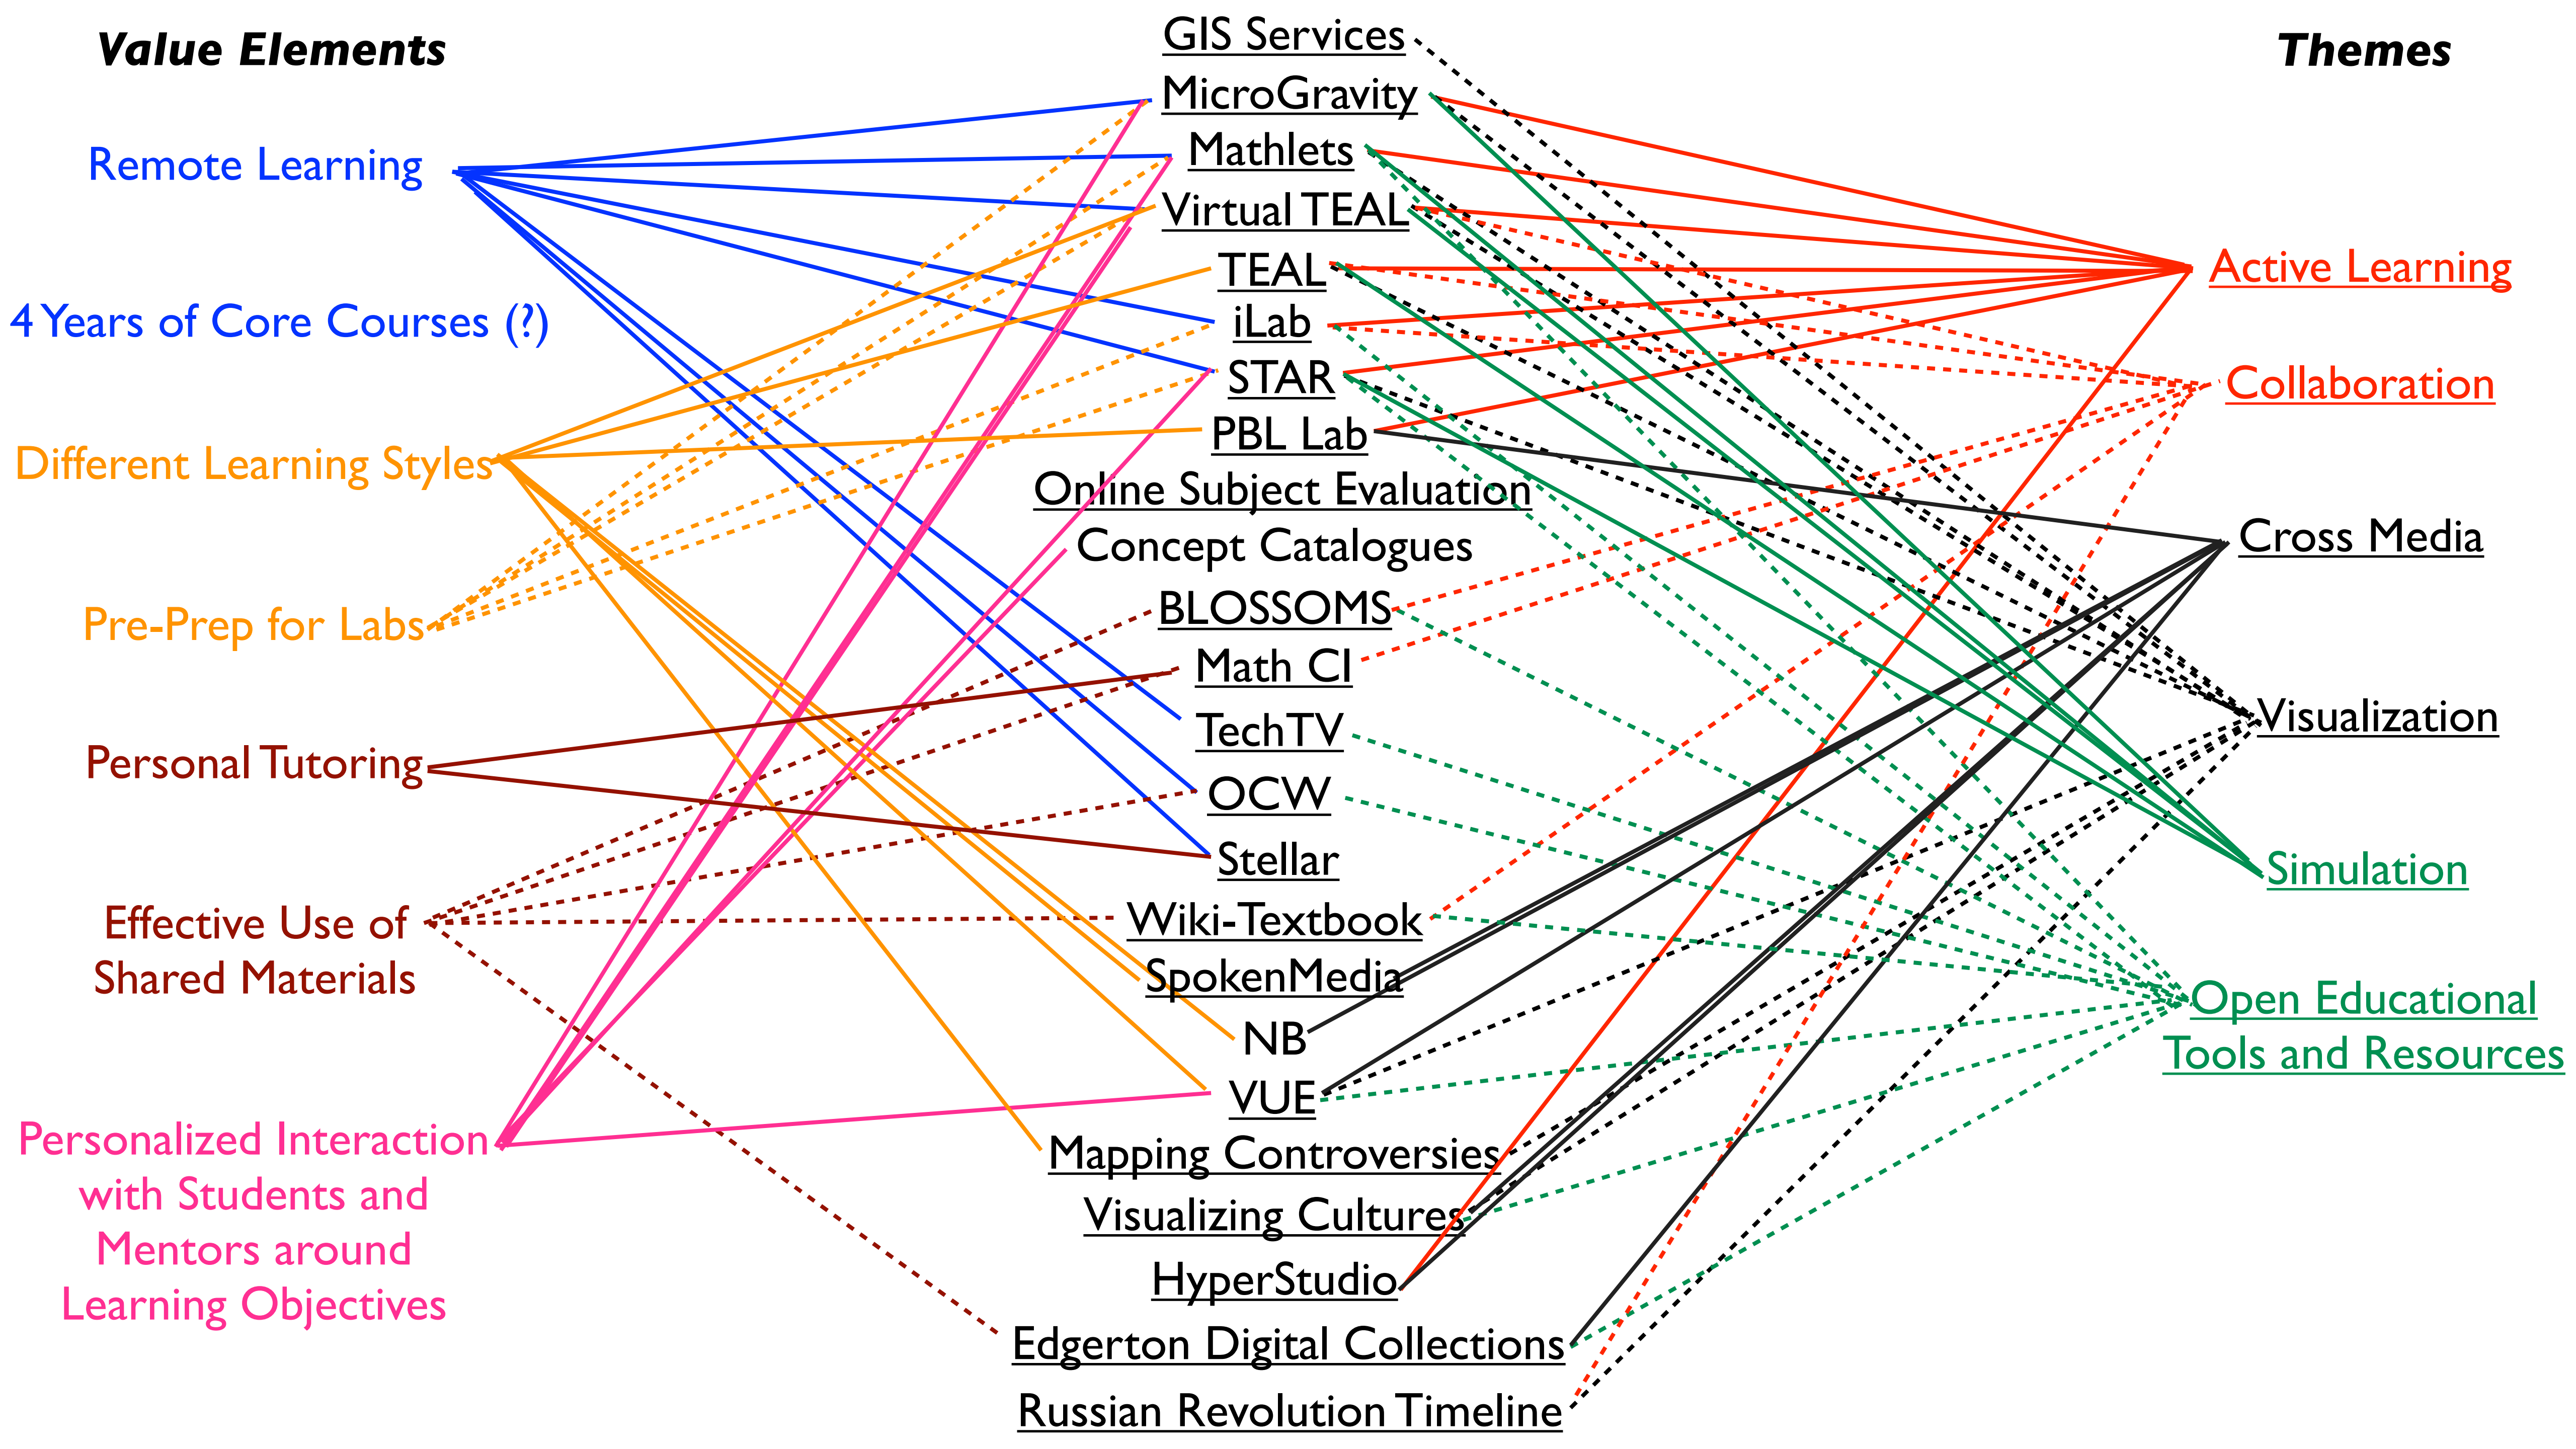 Value Elements
Remote Learning
4 Years of Core Courses (?)
Different Learning Styles
Pre-Prep for Labs
Personal Tutoring
Effective Use of
Shared Materials
Personalized Interaction
with Students and
Mentors around
Learning Objectives
GIS Services
MicroGravity
Mathlets
Virtual TEAL
TEAL
iLab
STAR
PBL Lab
Online Subject Evaluation
Concept Catalogues
BLOSSOMS
Math CI
TechTV
OCW
Stellar
Wiki-Textbook
SpokenMedia
NB
VUE
Mapping Controversies
Visualizing Cultures
HyperStudio
Edgerton Digital Collections
Russian Revolution Timeline
Themes
Active Learning
Collaboration
Cross Media
Visualization
Simulation
Open Educational
Tools and Resources